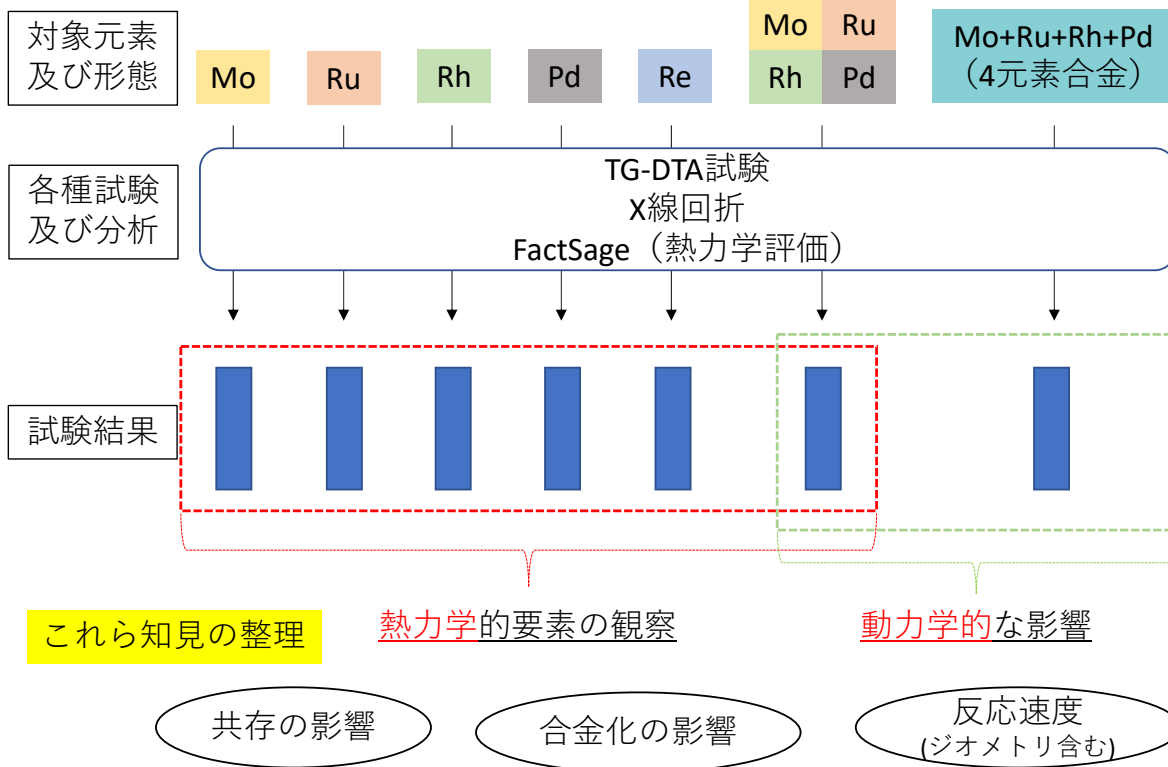 対象元素
及び形態
Mo
Ru
Rh
Pd
Re
Mo Ru
Rh Pd
Mo+Ru+Rh+Pd
(4元素合金)
各種試験
及び分析
TG-DTA試験
X線回折
FactSage（熱力学評価）
試験結果
これら知見の整理
熱力学的要素の観察
動力学的な影響
共存の影響
合金化の影響
反応速度
(ジオメトリ含む)